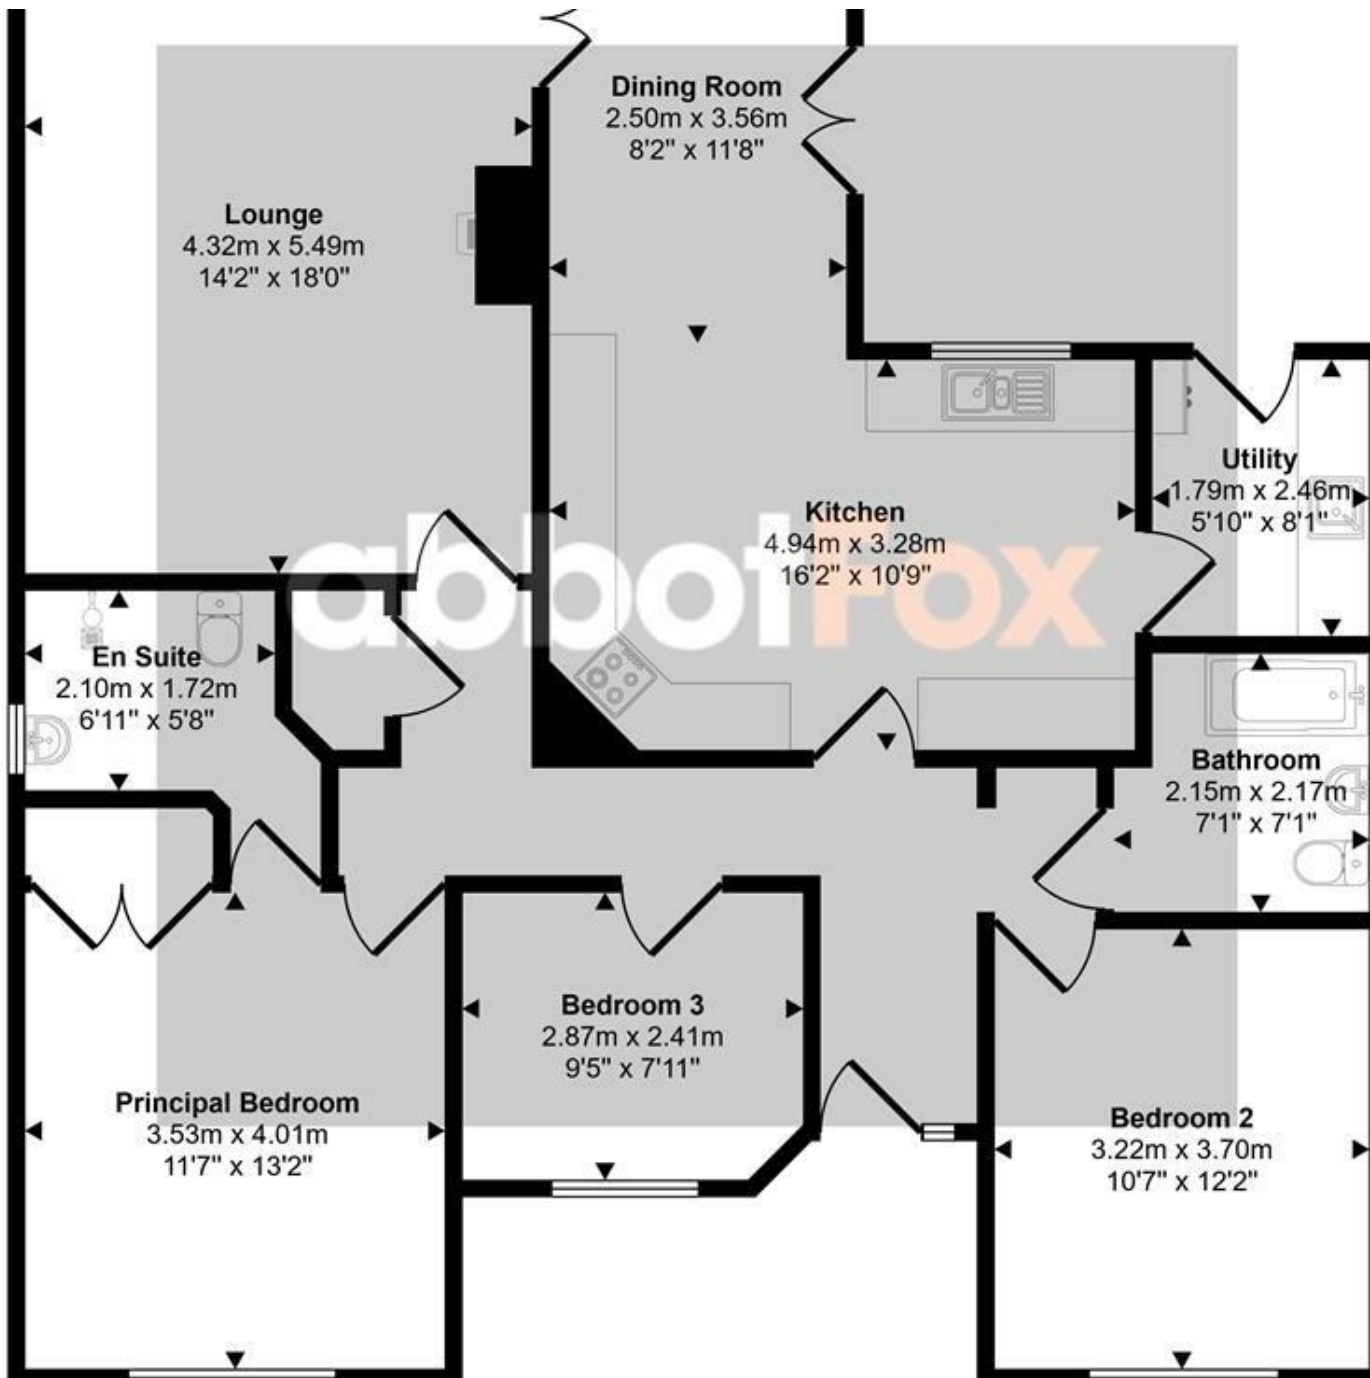 Dining Room
2.50m x 3.56m
8'2" x 11'8"
Lounge
4.32m x 5.49m
14'2" x 18'0"
Utility
1.79m x 2.46m
5'10" x 8'1"
Kitchen
4.94m x 3.28m
16'2" x 10'9"
abbotFox
En Suite
2.10m x 1.72m
6'11" x 5'8"
Bathroom
2.15m x 2.17m
7'1" x 7'1"
Bedroom 3
2.87m x 2.41m
9'5" x 7'11"
Principal Bedroom
3.53m x 4.01m
11'7" x 13'2"
Bedroom 2
3.22m x 3.70m
10'7" x 12'2"